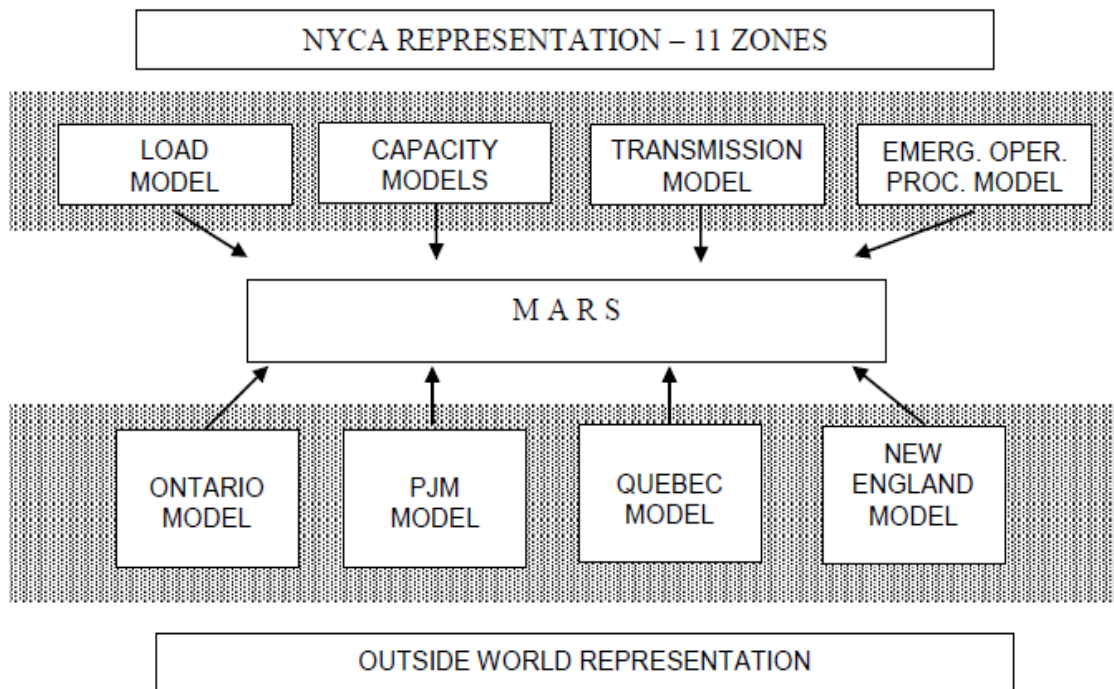 NYCA REPRESENTATION – 11 ZONES
LOAD
MODEL
CAPACITY
MODELS
TRANSMISSION
MODEL
EMERG. OPER.
PROC. MODEL
M A R S
ONTARIO
MODEL
PJM
MODEL
QUEBEC
MODEL
NEW
ENGLAND
MODEL
OUTSIDE WORLD REPRESENTATION